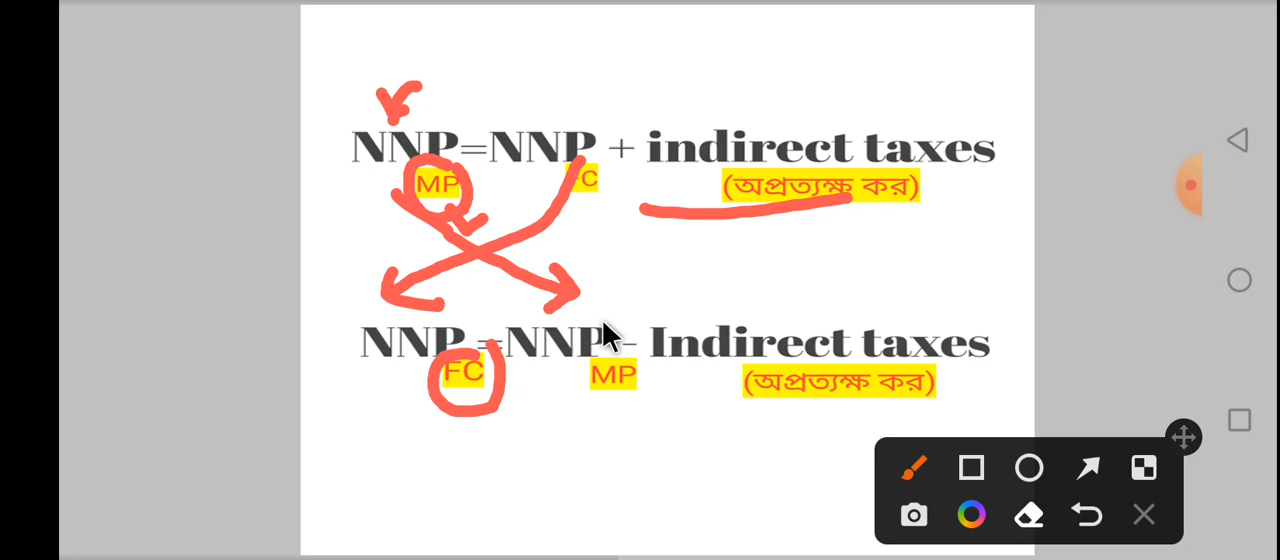 NNP=NNP + indirect taxes
MP FC (অপ্রত্যক্ষ কর)
NNP =NNP - Indirect taxes
FC MP (অপ্রত্যক্ষ কর)